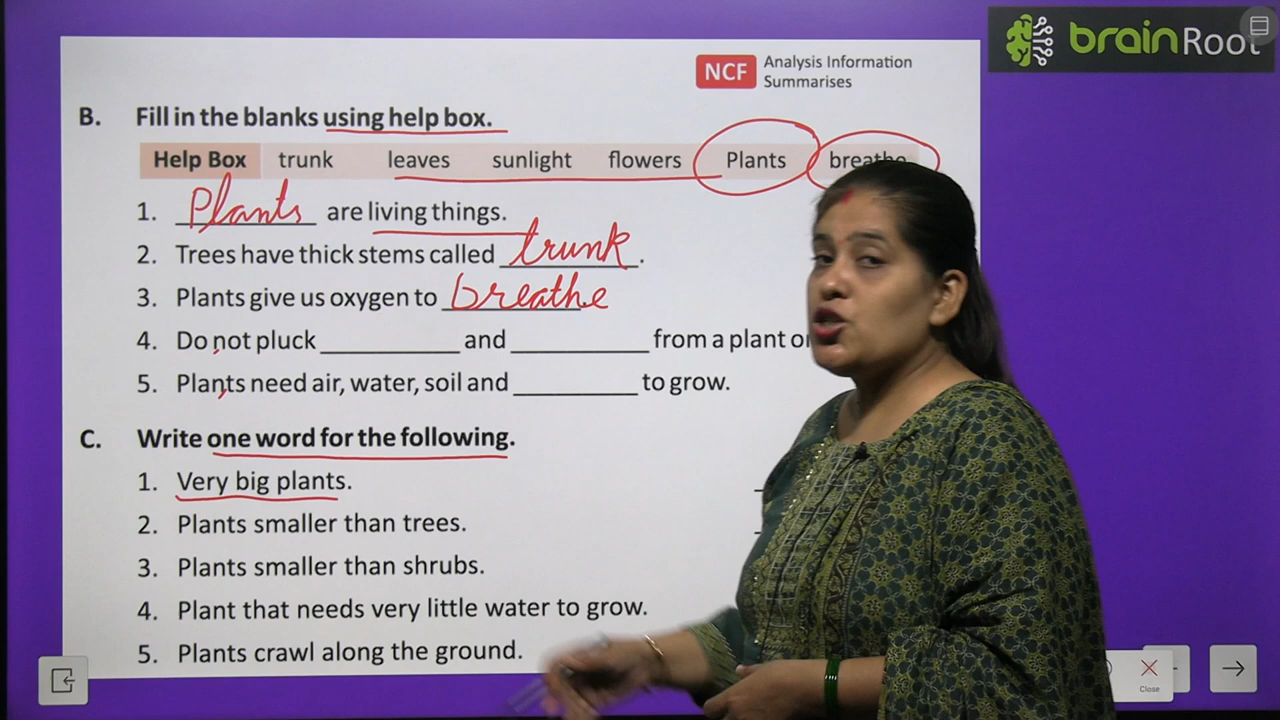 brainRoot
NCF Analysis Information Summarises
B. Fill in the blanks using help box.
Help Box trunk leaves sunlight flowers Plants breathe
1. Plants are living things.
2. Trees have thick stems called trunk.
3. Plants give us oxygen to breathe
4. Do not pluck __________ and __________ from a plant
5. Plants need air, water, soil and __________ to grow.
C. Write one word for the following.
1. Very big plants.
2. Plants smaller than trees.
3. Plants smaller than shrubs.
4. Plant that needs very little water to grow.
5. Plants crawl along the ground.
Close